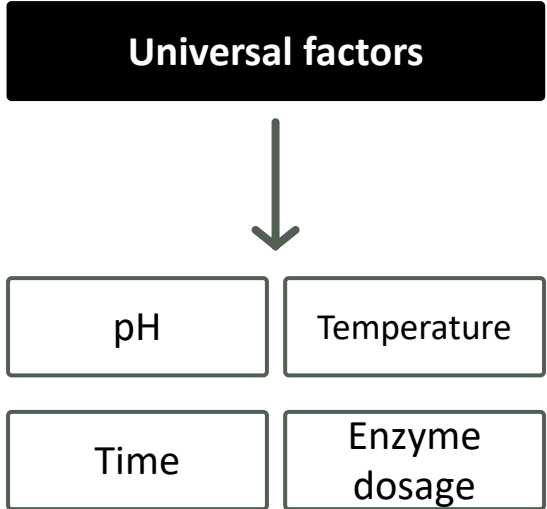 Universal factors
pH
Temperature
Time
Enzyme
dosage